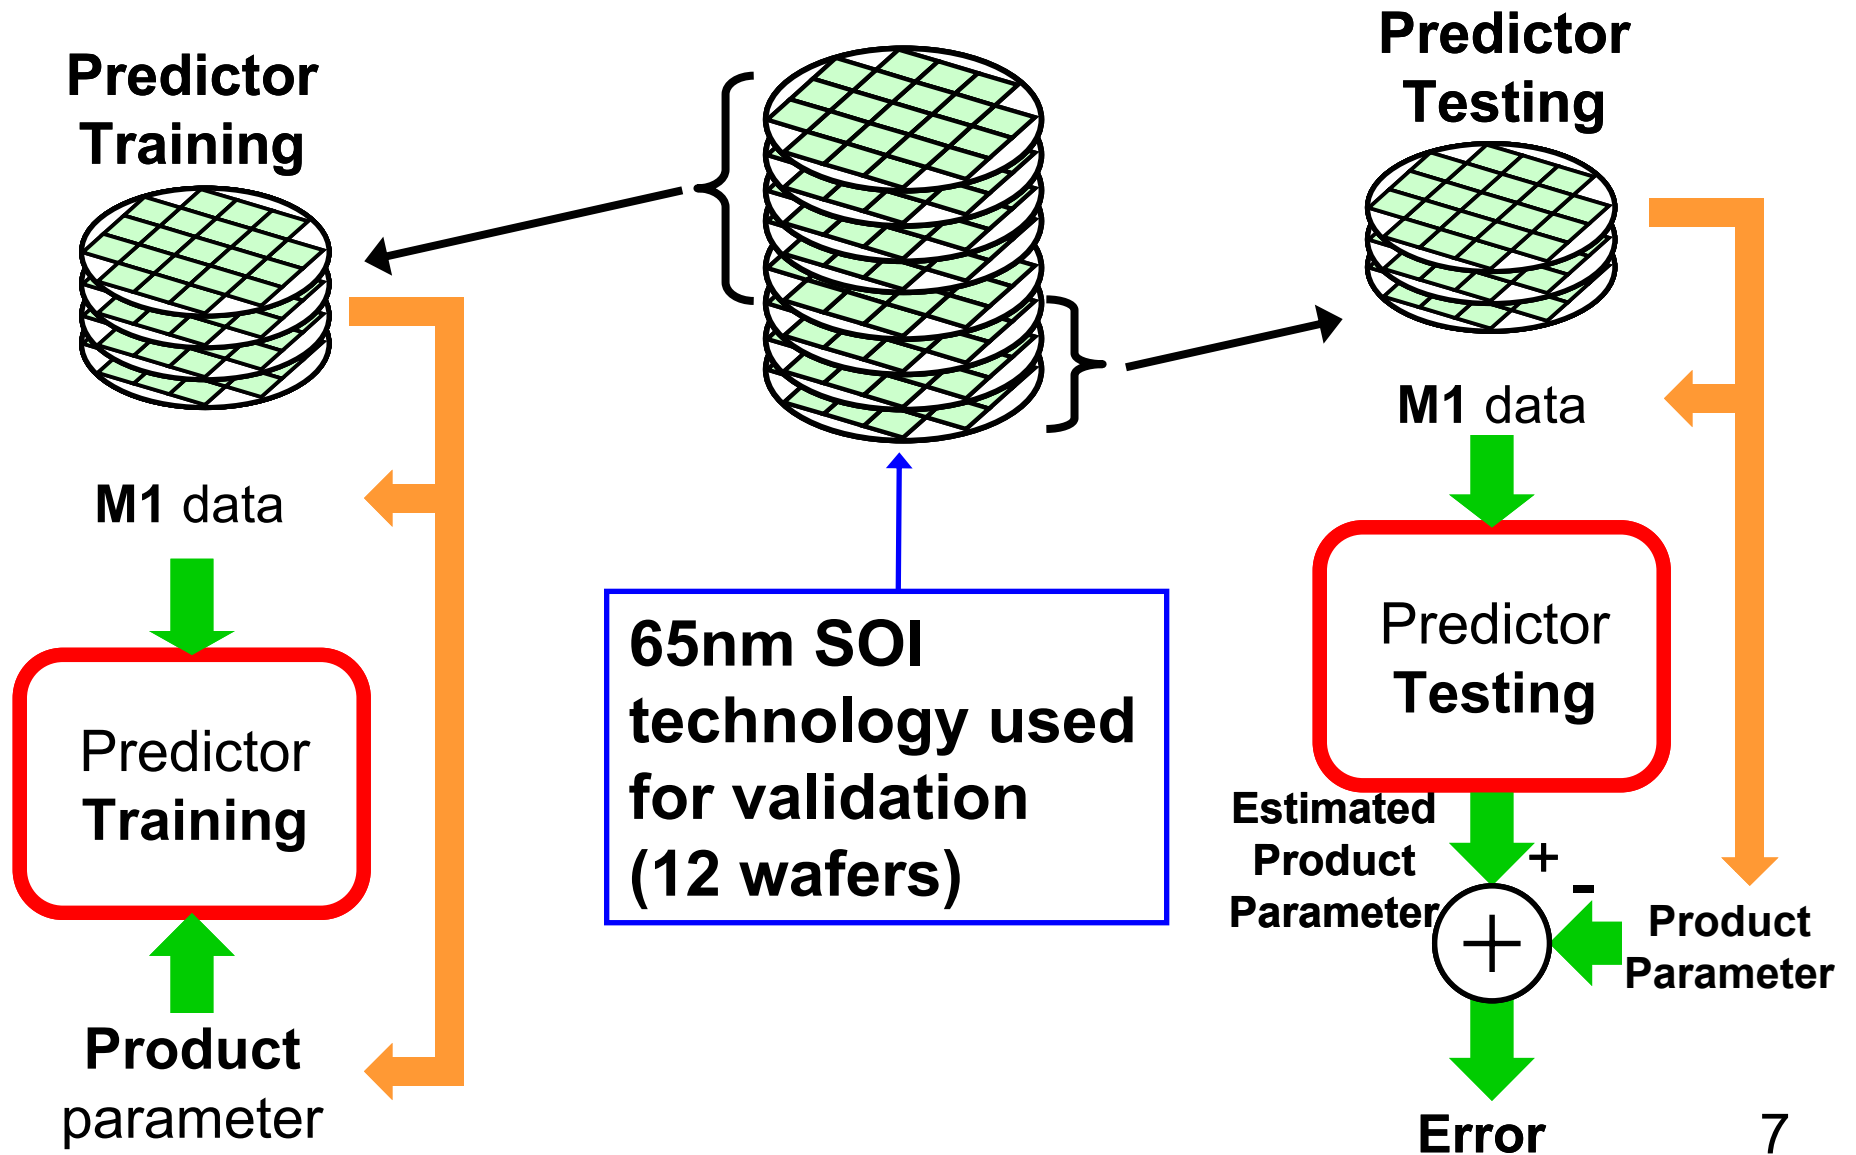 Predictor
Training
M1 data
Predictor
Training
Product
parameter
65nm SOI
technology used
for validation
(12 wafers)
Predictor
Testing
M1 data
Predictor
Testing
Estimated
Product
Parameter
+
-
+
Product
Parameter
Error
7